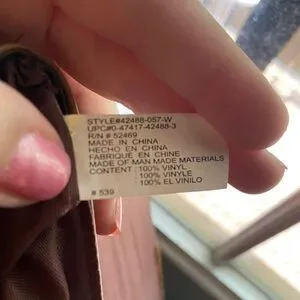 STYLE#42488-057-W
UPC#0-47417-42488-3
R/N # 52469
MADE IN CHINA
HECHO EN CHINA
FABRIQUE EN CHINE
MADE OF MAN MADE MATERIALS
CONTENT : 100% VINYL
100% VINYLE
100% EL VINILO
# 539